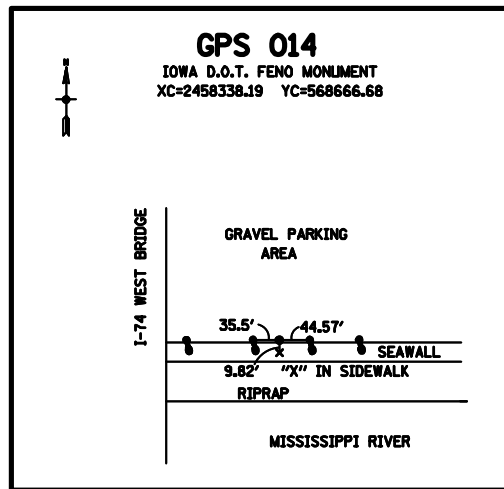 GPS 014
IOWA D.O.T. FENO MONUMENT
XC=2458338.19 YC=568666.68
N
I-74 WEST BRIDGE
GRAVEL PARKING
AREA
35.5' 44.57'
SEAWALL
9.82' "X" IN SIDEWALK
RIPRAP
MISSISSIPPI RIVER